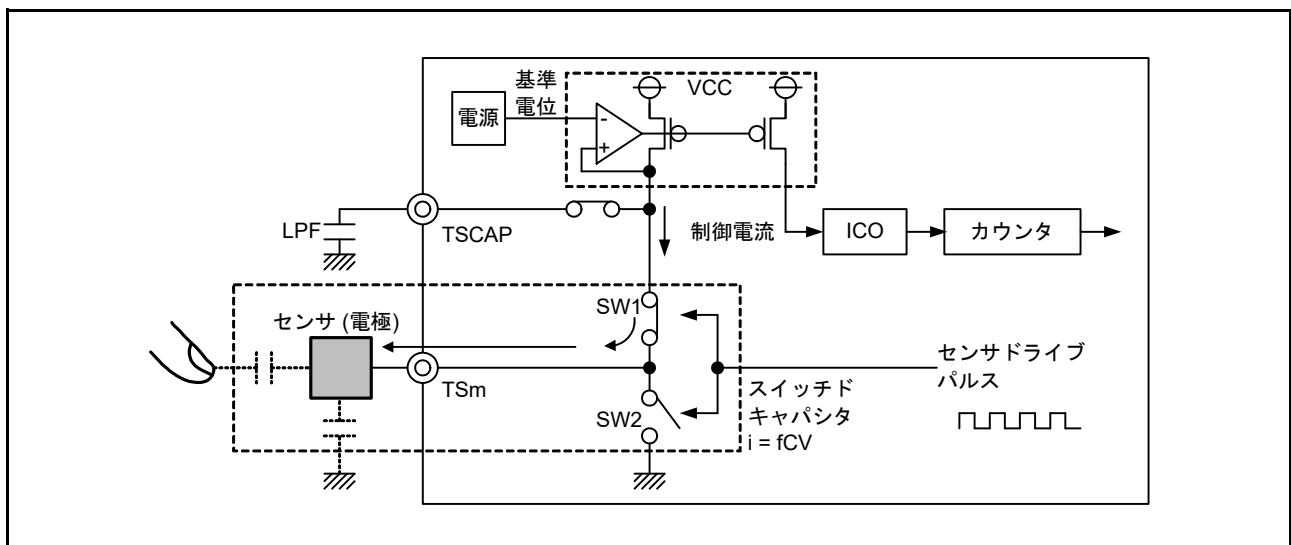 基準
電位
VCC
電源
-
+
LPF
TSCAP
制御電流
ICO
カウンタ
SW1
センサ (電極)
TSm
SW2
スイッチド
キャパシタ
i = fCV
センサドライブ
パルス